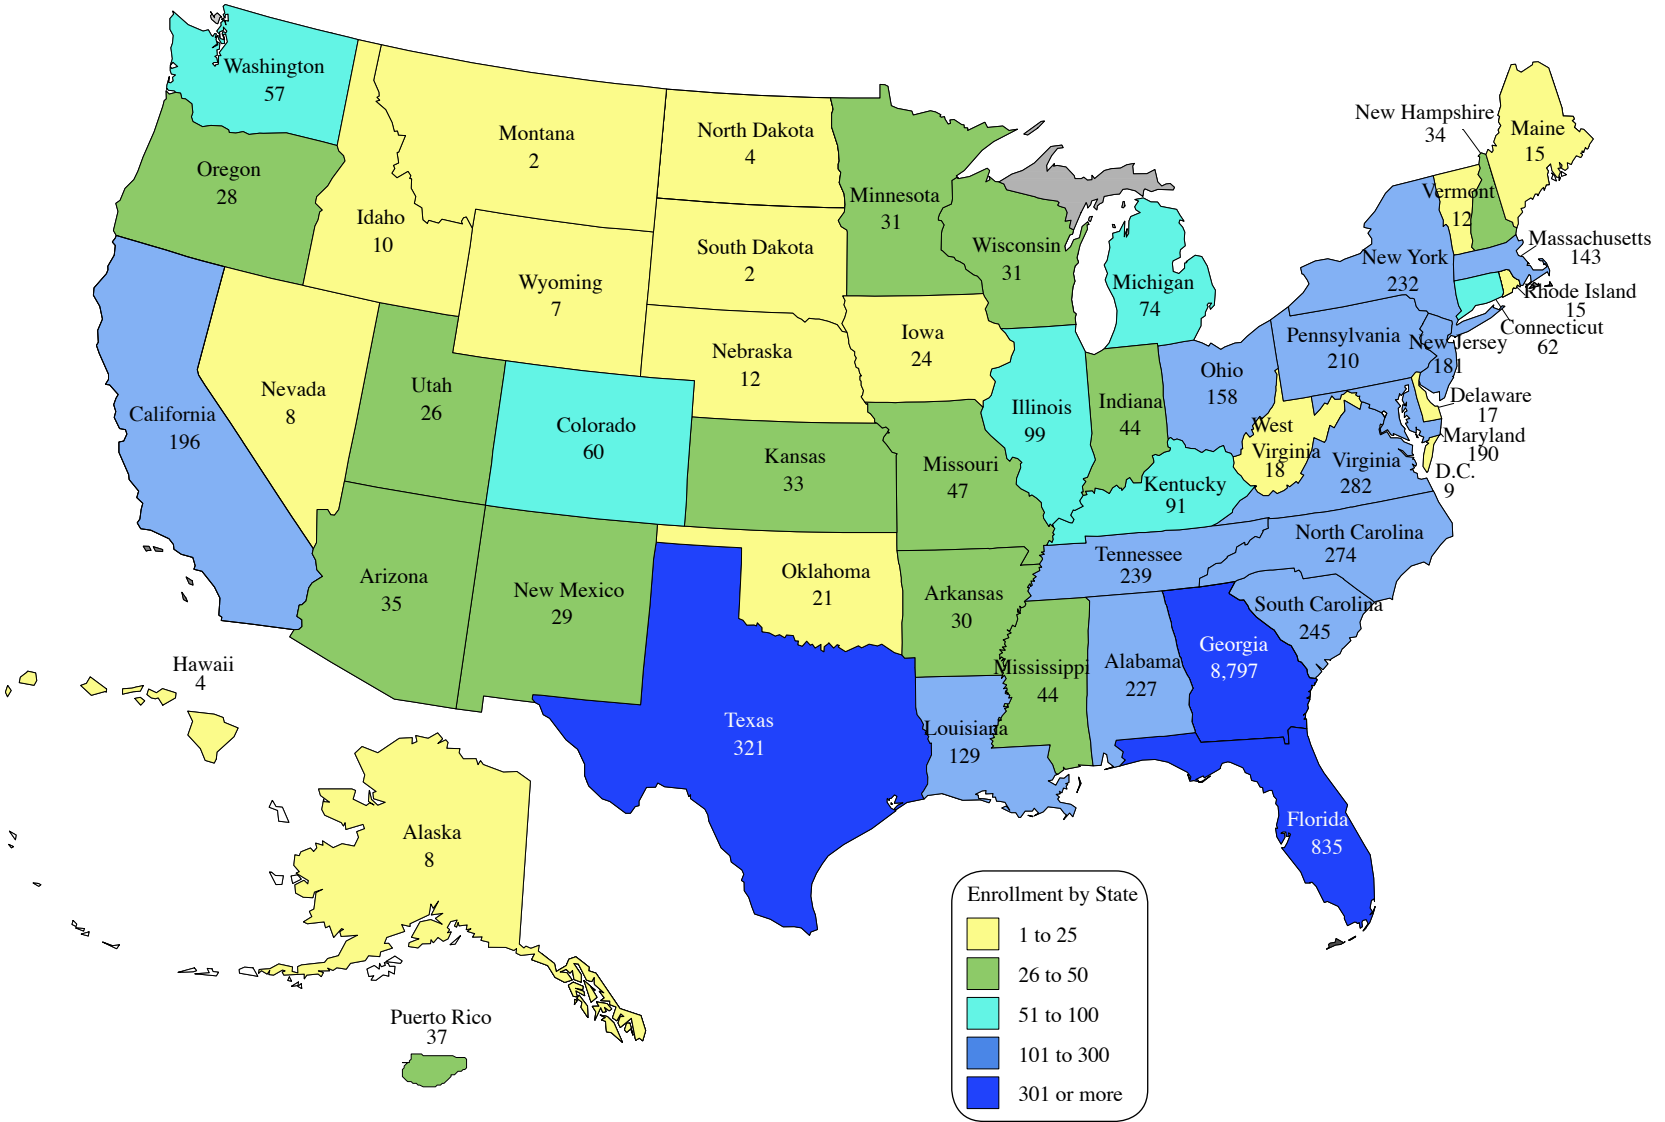 Washington
57
Oregon
28
Idaho
10
Montana
2
North Dakota
4
Minnesota
31
Wisconsin
31
Michigan
74
New Hampshire
34
Maine
15
Vermont
12
Massachusetts
143
New York
232
Rhode Island
15
Connecticut
62
Wyoming
7
South Dakota
2
Iowa
24
Nebraska
12
Pennsylvania
210
New Jersey
181
Ohio
158
Delaware
17
Maryland
190
D.C.
9
Nevada
8
Utah
26
California
196
Colorado
60
Kansas
33
Missouri
47
Illinois
99
Indiana
44
West
Virginia
18
Virginia
282
Kentucky
91
North Carolina
274
Tennessee
239
Arizona
35
New Mexico
29
Oklahoma
21
Arkansas
30
South Carolina
245
Georgia
8,797
Alabama
227
Mississippi
44
Louisiana
129
Texas
321
Hawaii
4
Florida
835
Alaska
8
Puerto Rico
37
Enrollment by State
1 to 25
26 to 50
51 to 100
101 to 300
301 or more